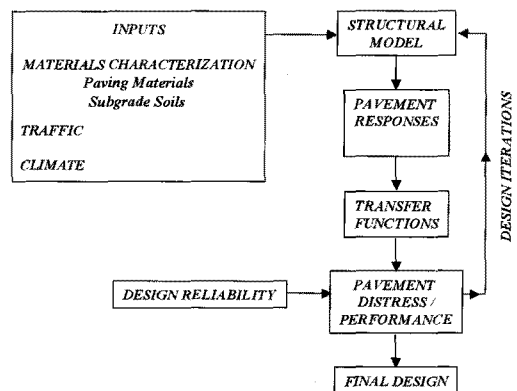 INPUTS
MATERIALS CHARACTERIZATION
Paving Materials
Subgrade Soils
TRAFFIC
CLIMATE
STRUCTURAL
MODEL
PAVEMENT
RESPONSES
TRANSFER
FUNCTIONS
DESIGN RELIABILITY
PAVEMENT
DISTRESS /
PERFORMANCE
FINAL DESIGN
DESIGN ITERATIONS